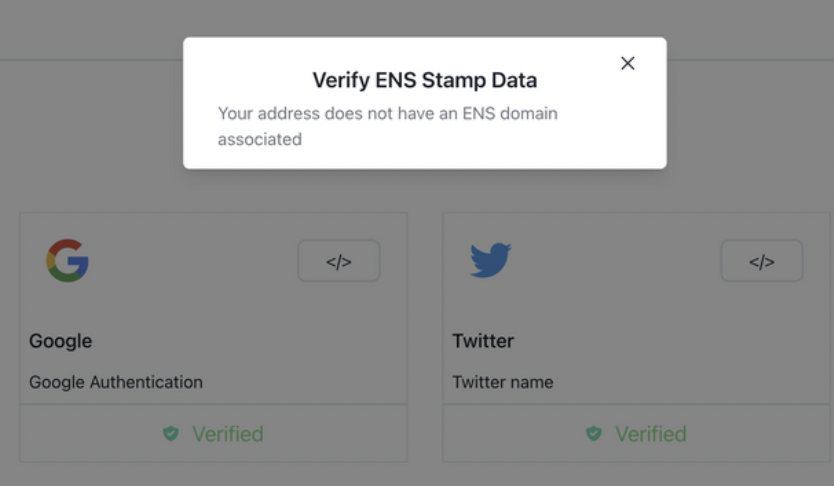 Verify ENS Stamp Data
Your address does not have an ENS domain
associated
</>
</>
Google
Twitter
Google Authentication
Twitter name
Verified
Verified